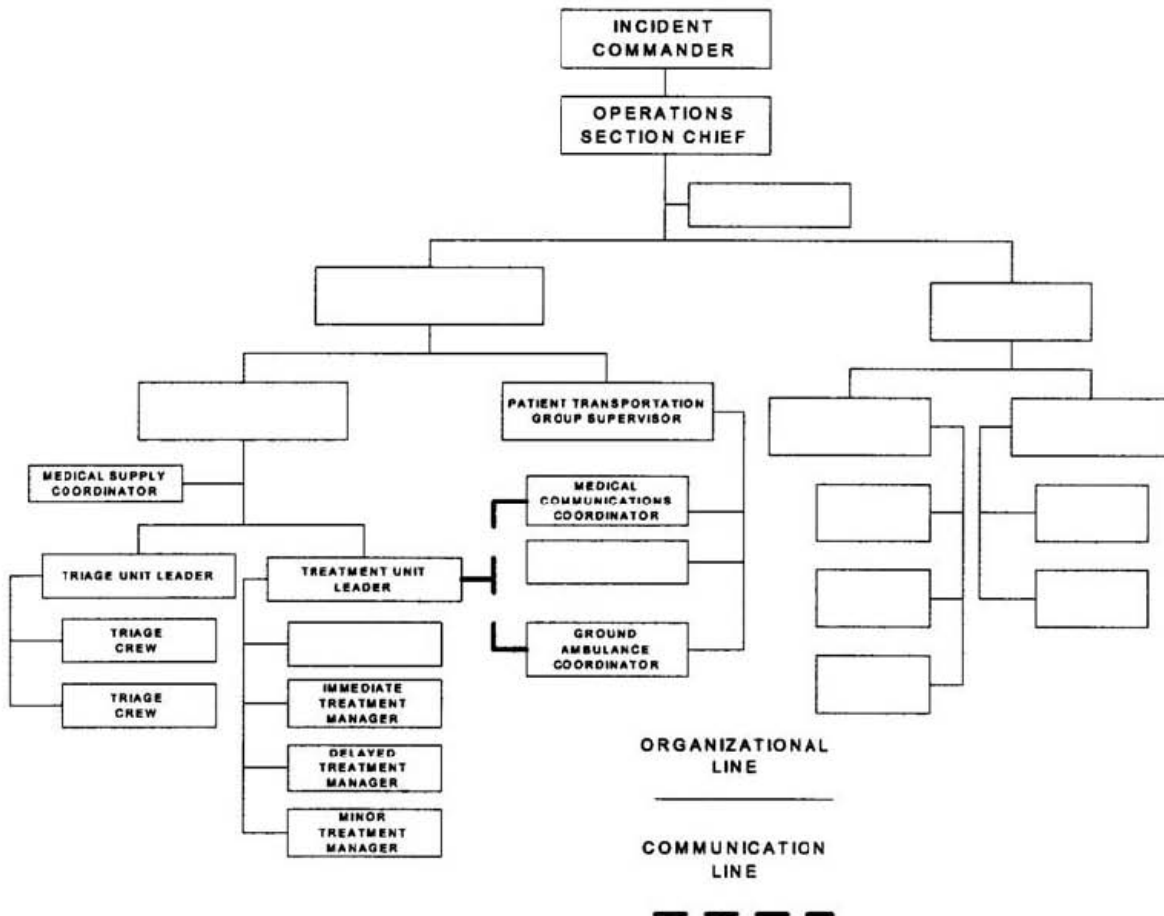 INCIDENT
COMMANDER
OPERATIONS
SECTION CHIEF
PATIENT TRANSPORTATION
GROUP SUPERVISOR
MEDICAL SUPPLY
COORDINATOR
MEDICAL
COMMUNICATIONS
COORDINATOR
TRIAGE UNIT LEADER
TREATMENT UNIT
LEADER
TRIAGE
CREW
GROUND
AMBULANCE
COORDINATOR
TRIAGE
CREW
IMMEDIATE
TREATMENT
MANAGER
DELAYED
TREATMENT
MANAGER
MINOR
TREATMENT
MANAGER
ORGANIZATIONAL
LINE
COMMUNICATION
LINE